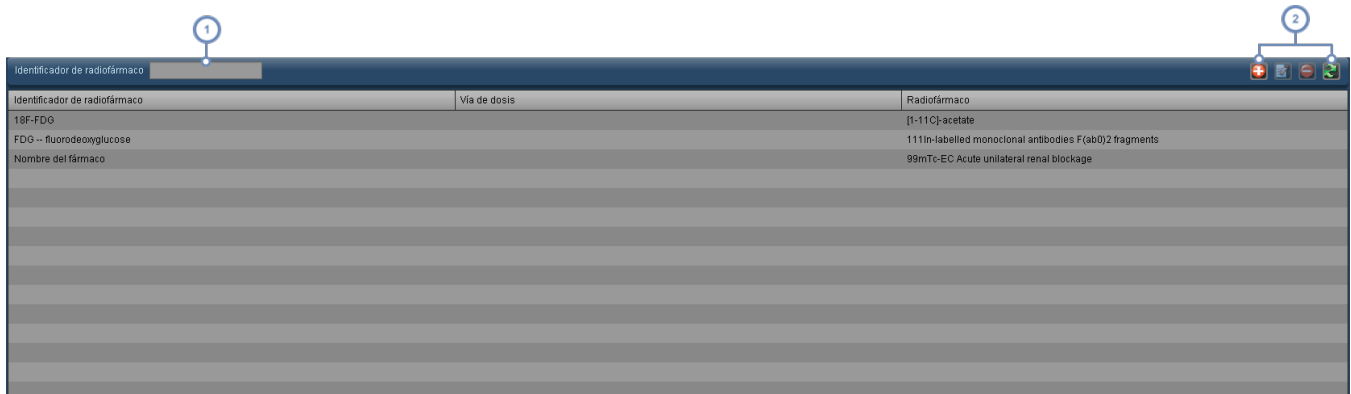 1
2
Identificador de radiofármaco
Identificador de radiofármaco Vía de dosis Radiofármaco
18F-FDG [1-11C]-acetate
FDG -- fluorodeoxyglucose 111In-labelled monoclonal antibodies F(ab0)2 fragments
Nombre del fármaco 99mTc-EC Acute unilateral renal blockage